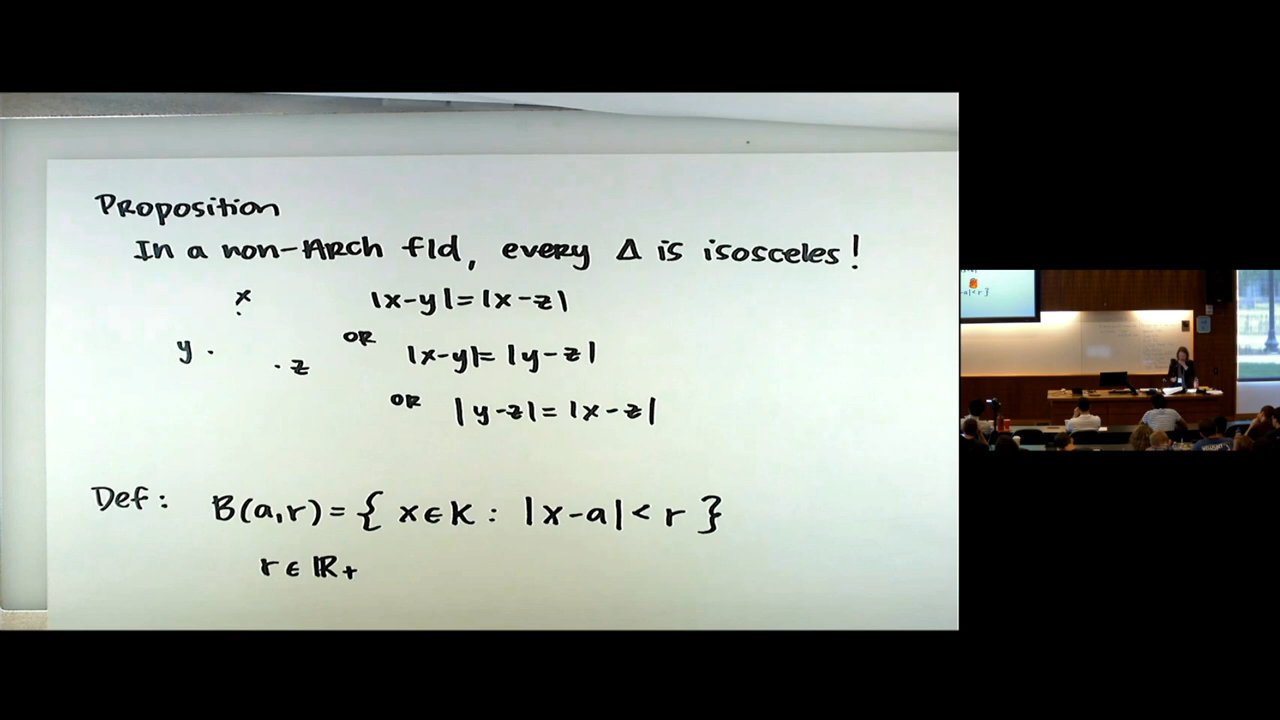 Proposition
In a non-Arch fld, every Δ is isosceles!
x |x-y|=|x-z|
y . or |x-y|= |y-z|
. z
or |y-z|=|x-z|
Def: B(a,r)={ x∈K : |x-a|< r }
r ∈ ℝ+